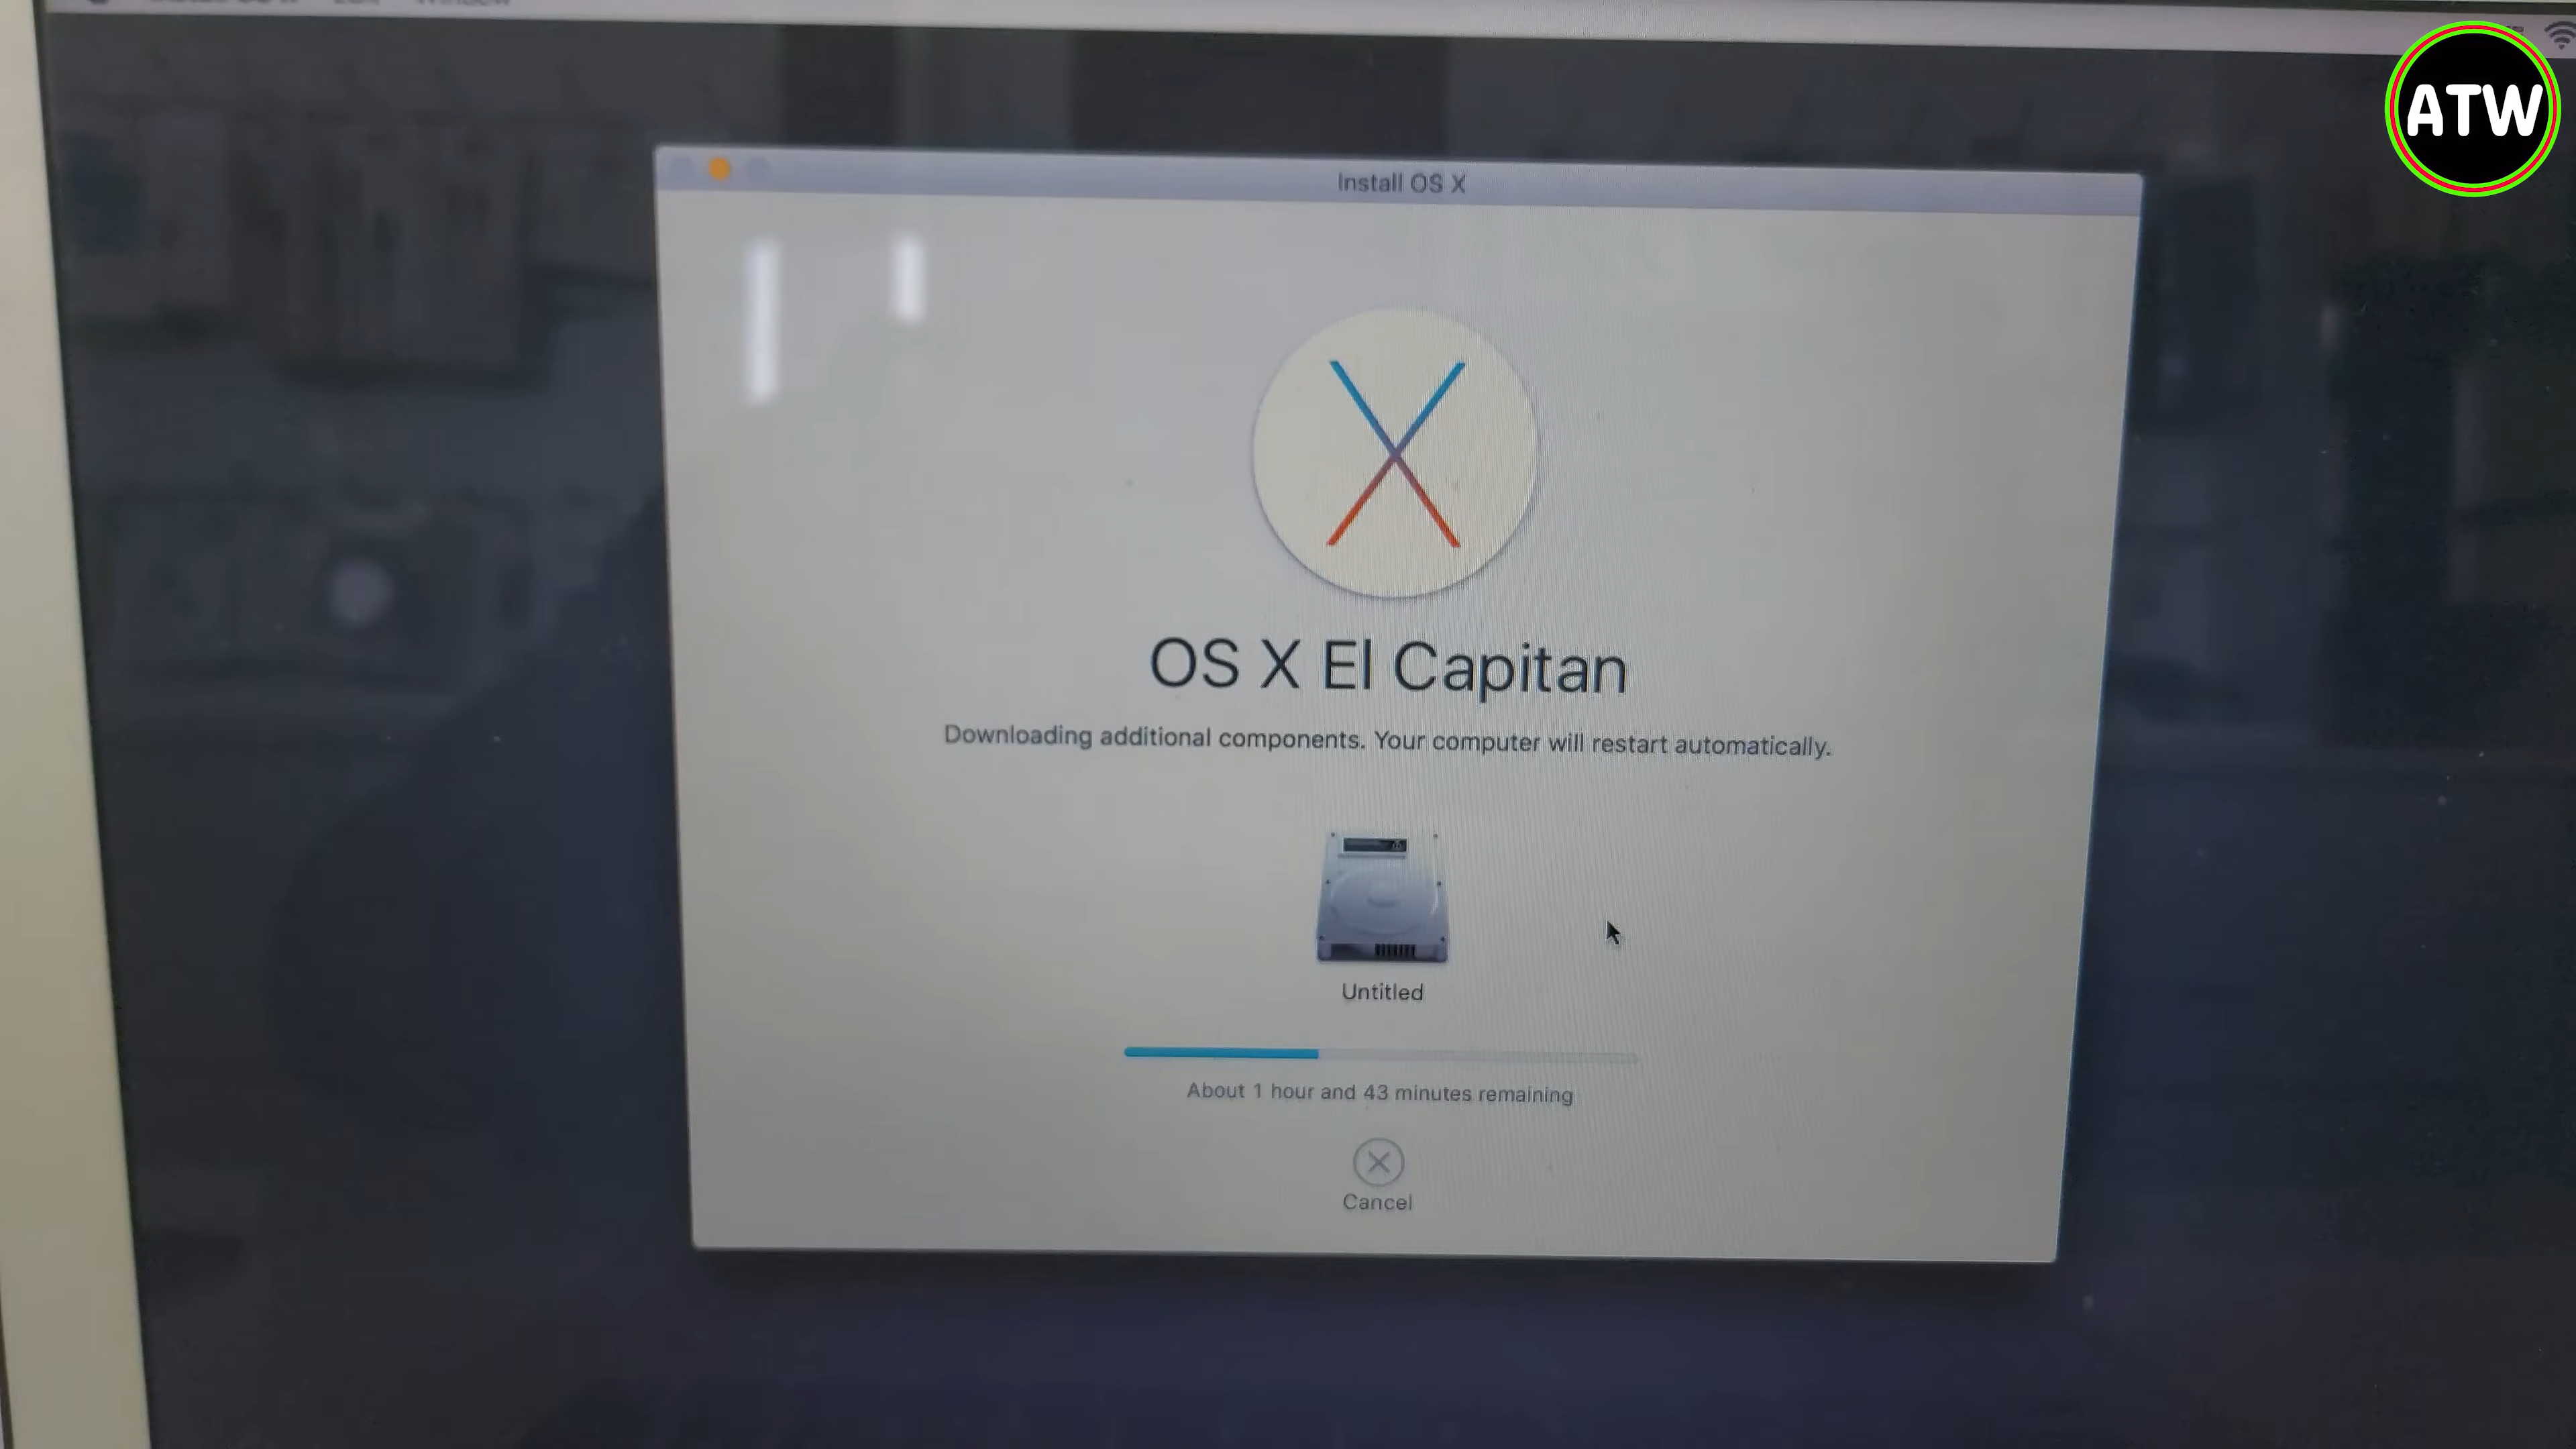 ATW
Install OS X
OS X El Capitan
Downloading additional components. Your computer will restart automatically.
Untitled
About 1 hour and 43 minutes remaining
Cancel